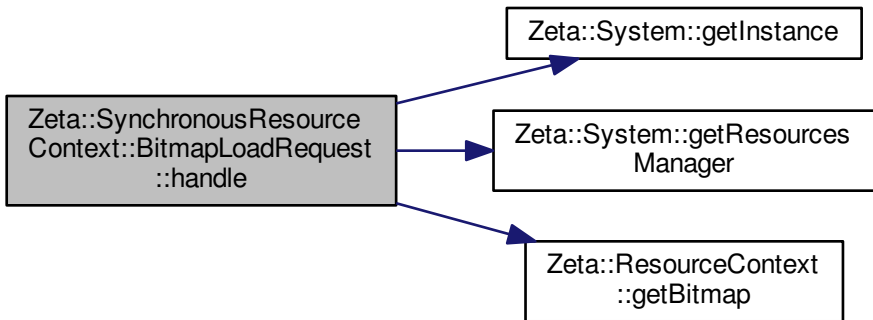 Zeta::SynchronousResource
Context::BitmapLoadRequest
::handle
Zeta::System::getInstance
Zeta::System::getResources
Manager
Zeta::ResourceContext
::getBitmap